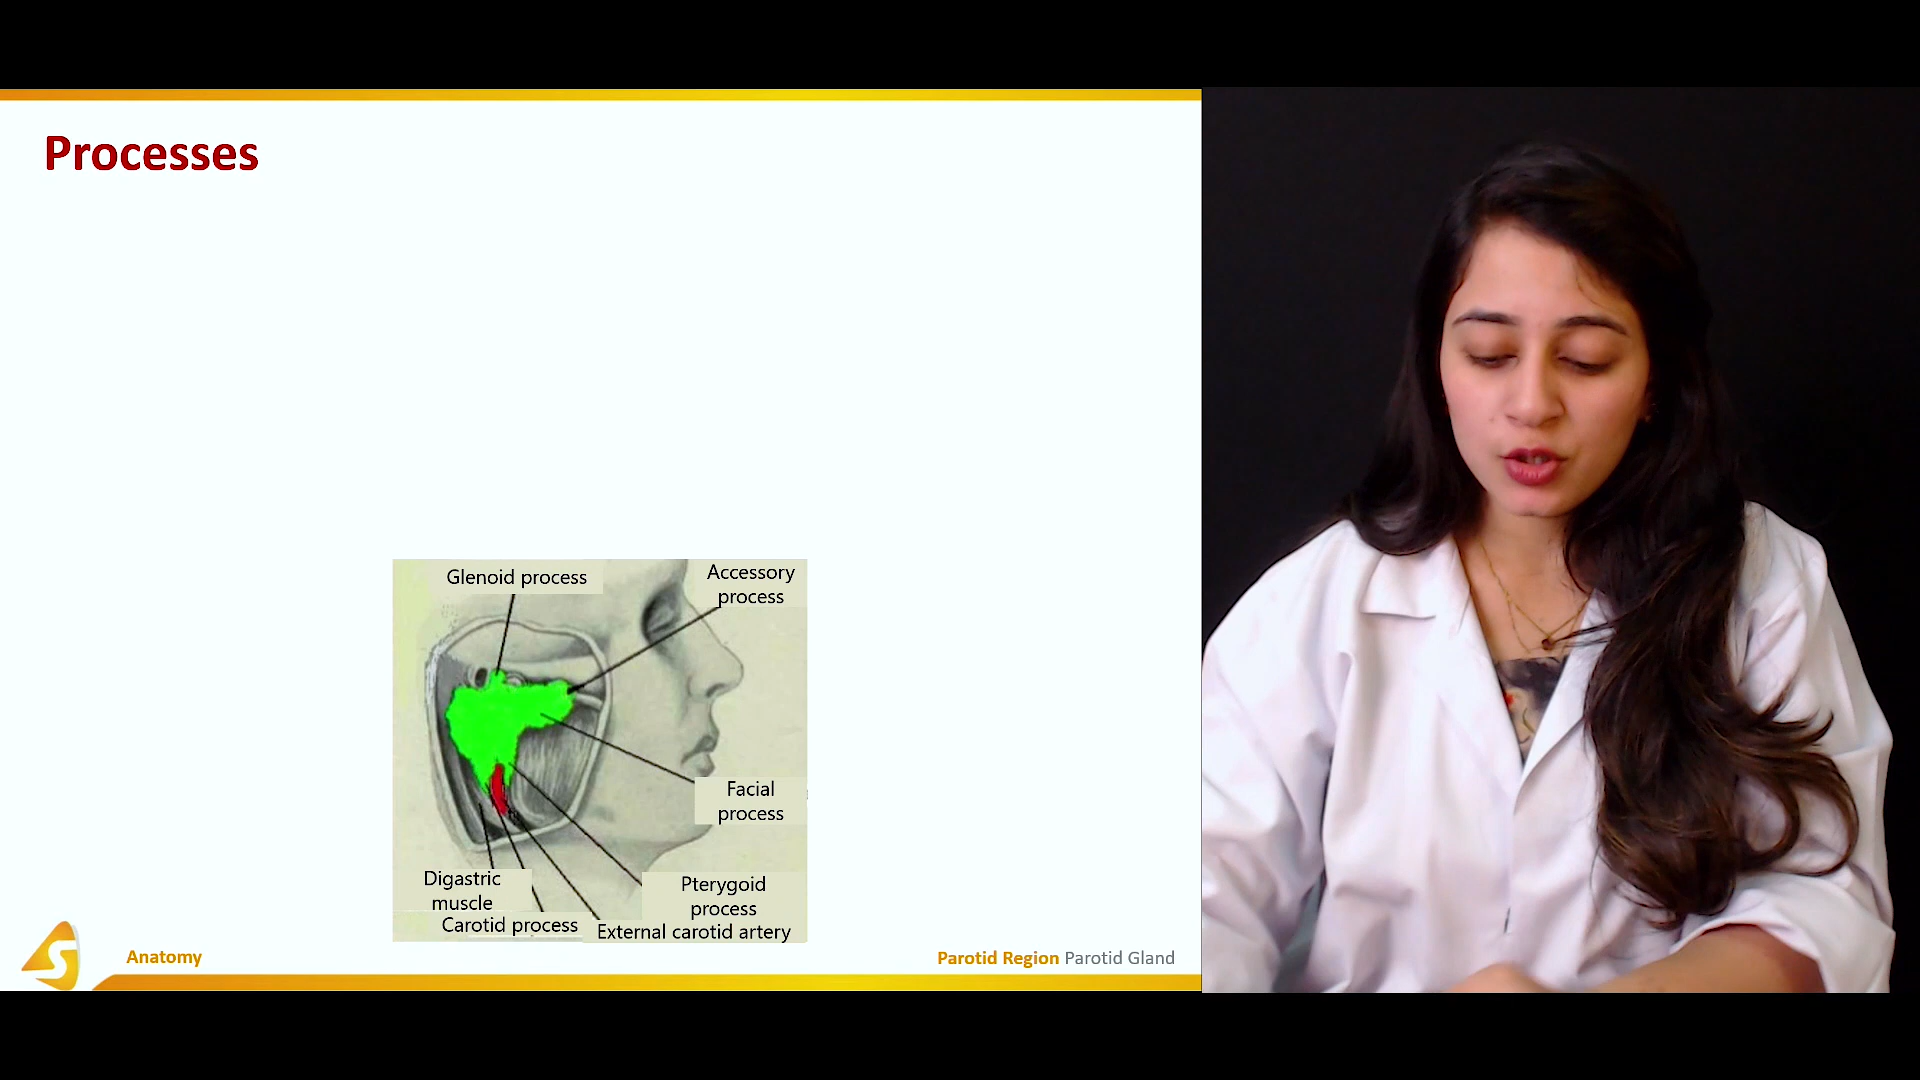 Processes
Glenoid process
Accessory
process
Facial
process
Digastric
muscle
Pterygoid
process
Carotid process
External carotid artery
S
Anatomy
Parotid Region Parotid Gland